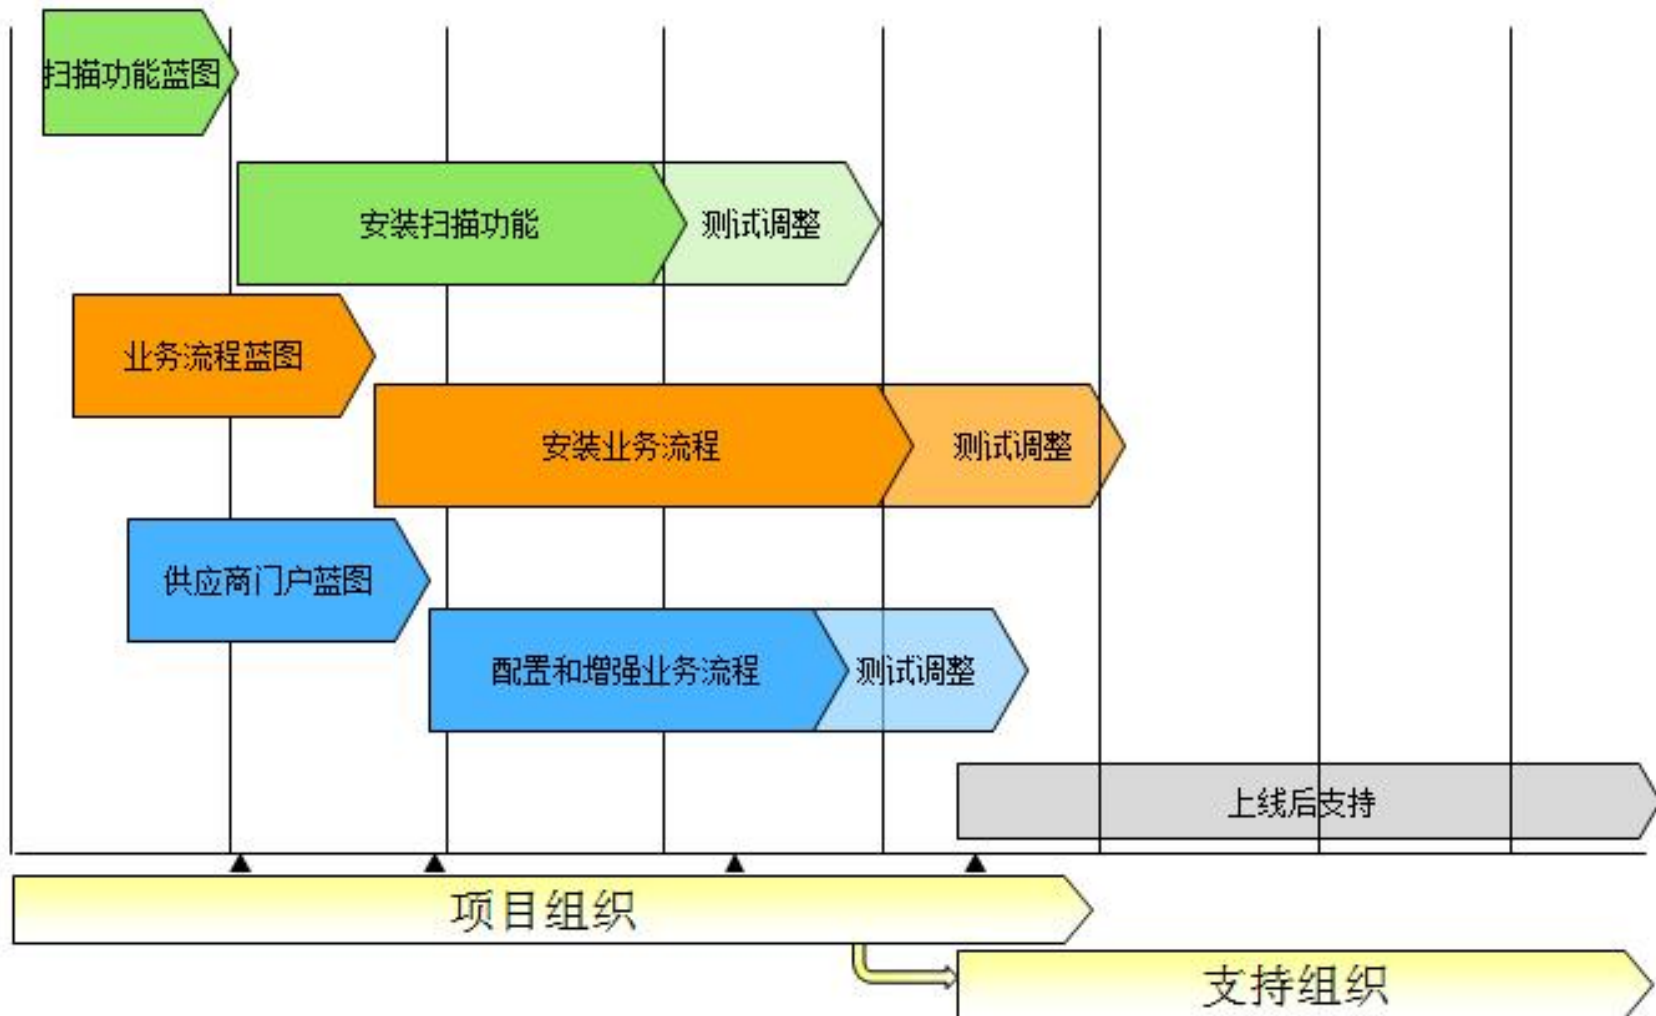 扫描功能蓝图
安装扫描功能
测试调整
业务流程蓝图
安装业务流程
测试调整
供应商门户蓝图
配置和增强业务流程
测试调整
上线后支持
项目组织
支持组织